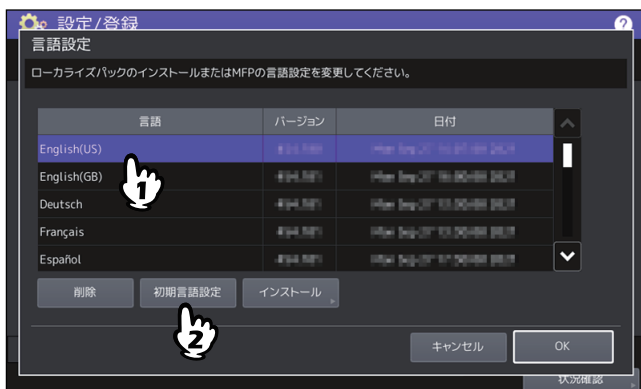 設定/登録
?
言語設定
ローカライズパックのインストールまたはMFPの言語設定を変更してください。
言語 バージョン 日付
English(US)
English(GB)
1
Deutsch
Français
Español
削除 初期言語設定 インストール
2
キャンセル OK
状況確認